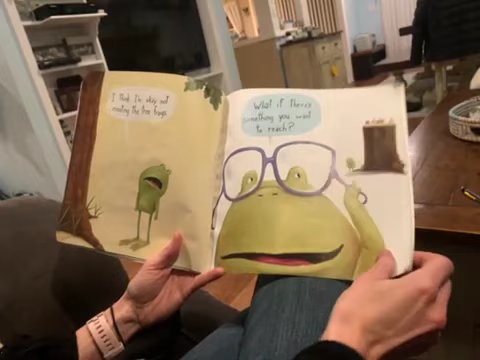 I think I'm okay not
reading the tree frogs.
What if there's
something you want
to reach?